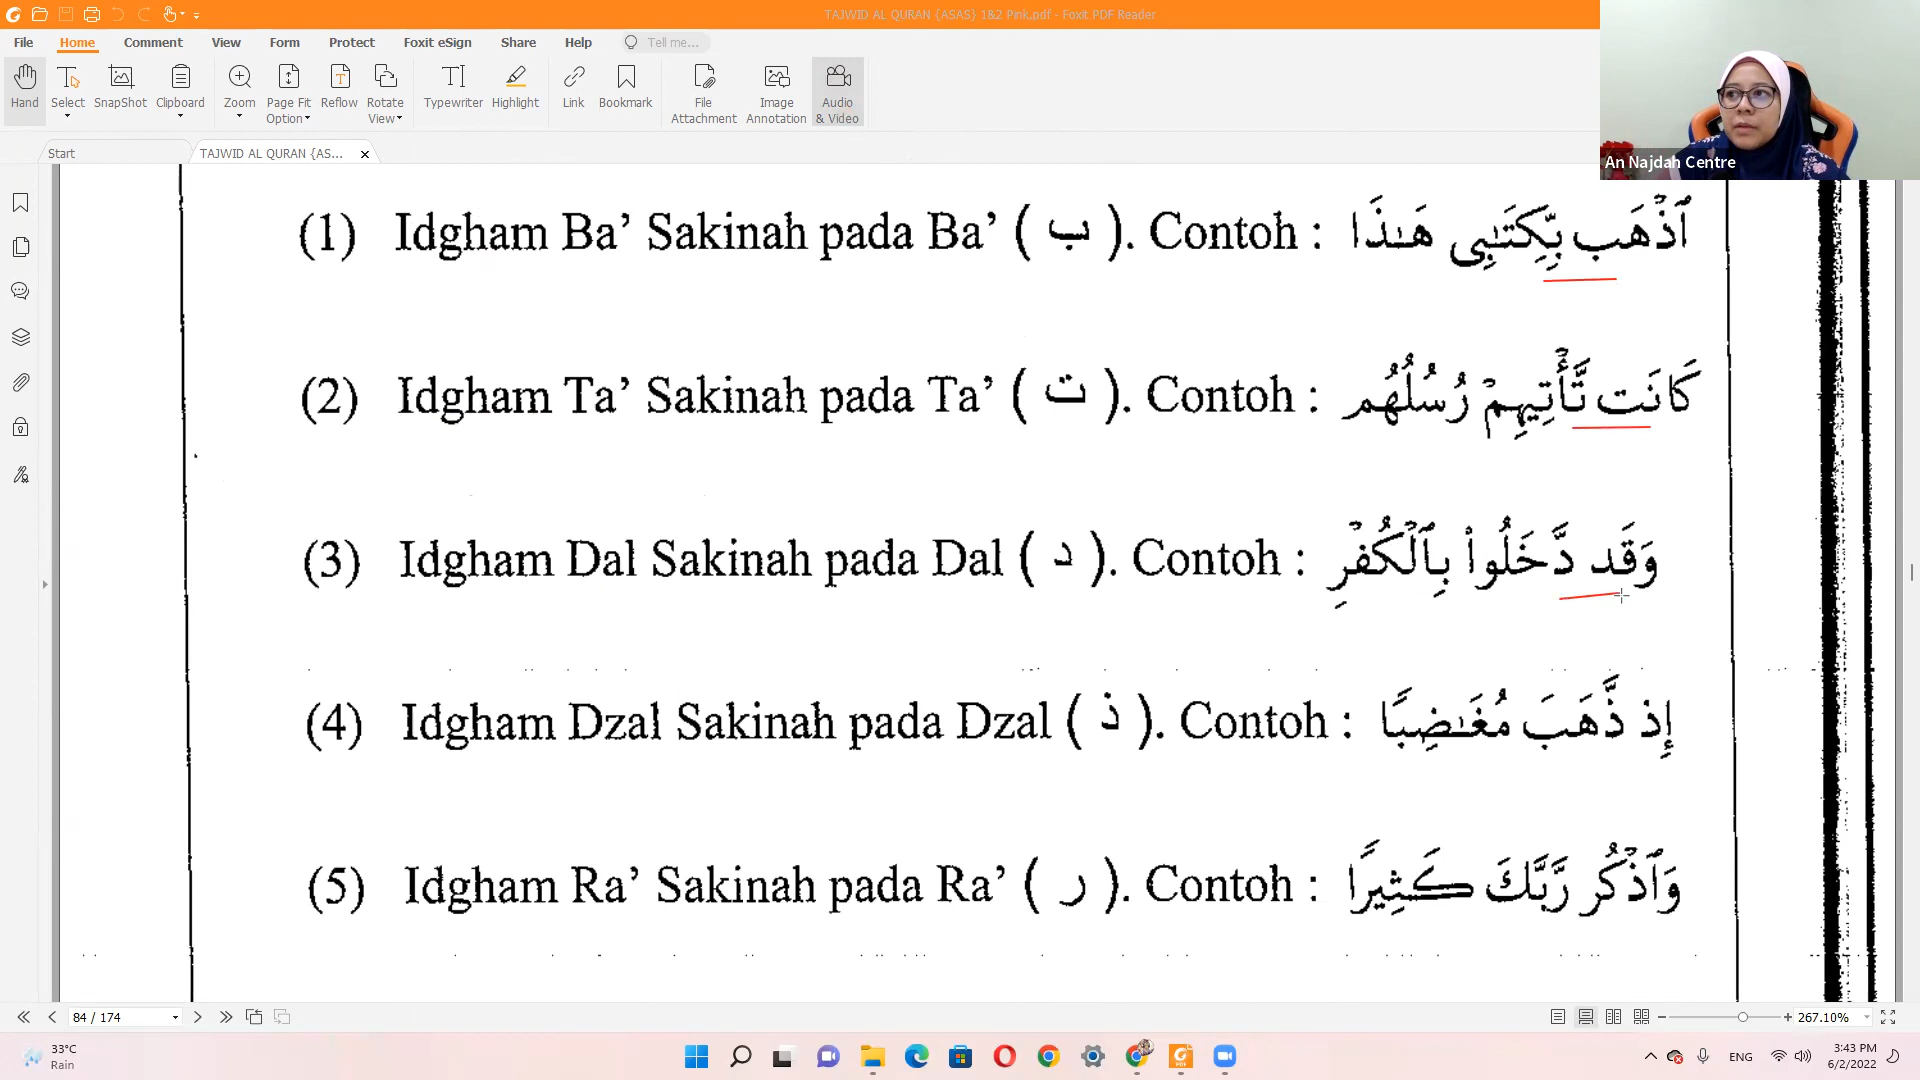 TAJWID AL QURAN {ASAS} 1&2 Pink.pdf - Foxit PDF Reader
File Home Comment View Form Protect Foxit eSign Share Help Tell me...
Hand Select SnapShot Clipboard Zoom Page Fit Option Reflow Rotate View Typewriter Highlight Link Bookmark File Attachment Image Annotation Audio & Video
An Najdah Centre
Start TAJWID AL QURAN {AS...
(1) Idgham Ba’ Sakinah pada Ba’ ( ب ). Contoh : ٱذْهَب بِّكِتَٰبِى هَٰذَا
(2) Idgham Ta’ Sakinah pada Ta’ ( ت ). Contoh : كَانَت تَّأْتِيهِمْ رُسُلُهُم
(3) Idgham Dal Sakinah pada Dal ( د ). Contoh : وَقَد دَّخَلُوا۟ بِٱلْكُفْرِ
(4) Idgham Dzal Sakinah pada Dzal ( ذ ). Contoh : إِذ ذَّهَبَ مُغَٰضِبًا
(5) Idgham Ra’ Sakinah pada Ra’ ( ر ). Contoh : وَٱذْكُر رَّبَّكَ كَثِيرًا
84 / 174 267.10%
33°C
Rain
ENG
3:43 PM
6/2/2022